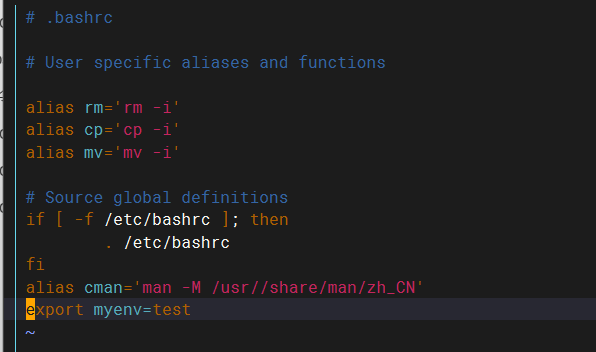 # .bashrc
# User specific aliases and functions
alias rm='rm -i'
alias cp='cp -i'
alias mv='mv -i'
# Source global definitions
if [ -f /etc/bashrc ]; then
        . /etc/bashrc
fi
alias cman='man -M /usr//share/man/zh_CN'
export myenv=test
~